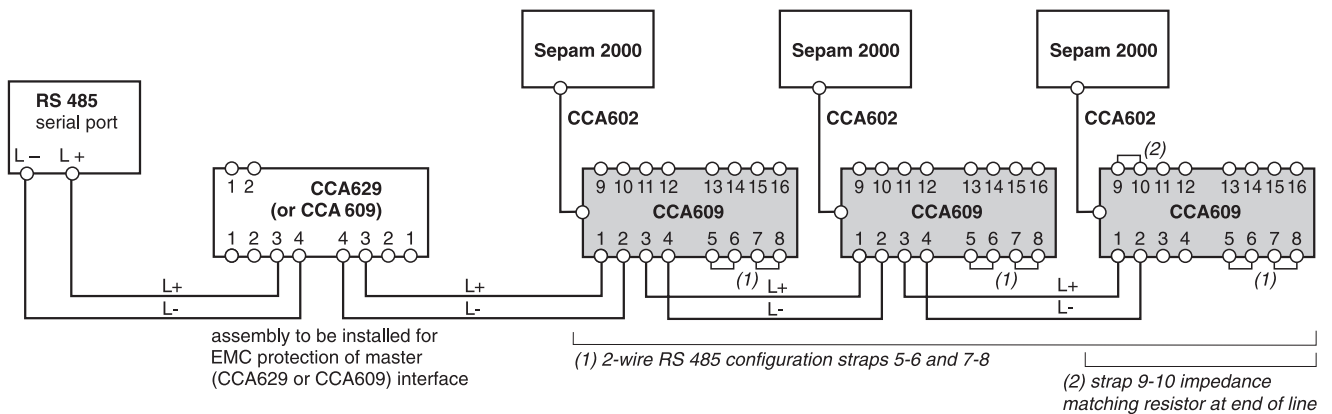 Sepam 2000 Sepam 2000 Sepam 2000
RS 485
serial port
L – L +
CCA602 CCA602 CCA602
(2)
1 2
CCA629
(or CCA 609)
1 2 3 4 4 3 2 1
9 10 11 12 13 14 15 16
CCA609
1 2 3 4 5 6 7 8
(1)
9 10 11 12 13 14 15 16
CCA609
1 2 3 4 5 6 7 8
(1)
9 10 11 12 13 14 15 16
CCA609
1 2 3 4 5 6 7 8
(1)
L+ L+ L+ L+
L- L- L- L-
assembly to be installed for
EMC protection of master
(CCA629 or CCA609) interface
(1) 2-wire RS 485 configuration straps 5-6 and 7-8
(2) strap 9-10 impedance
matching resistor at end of line